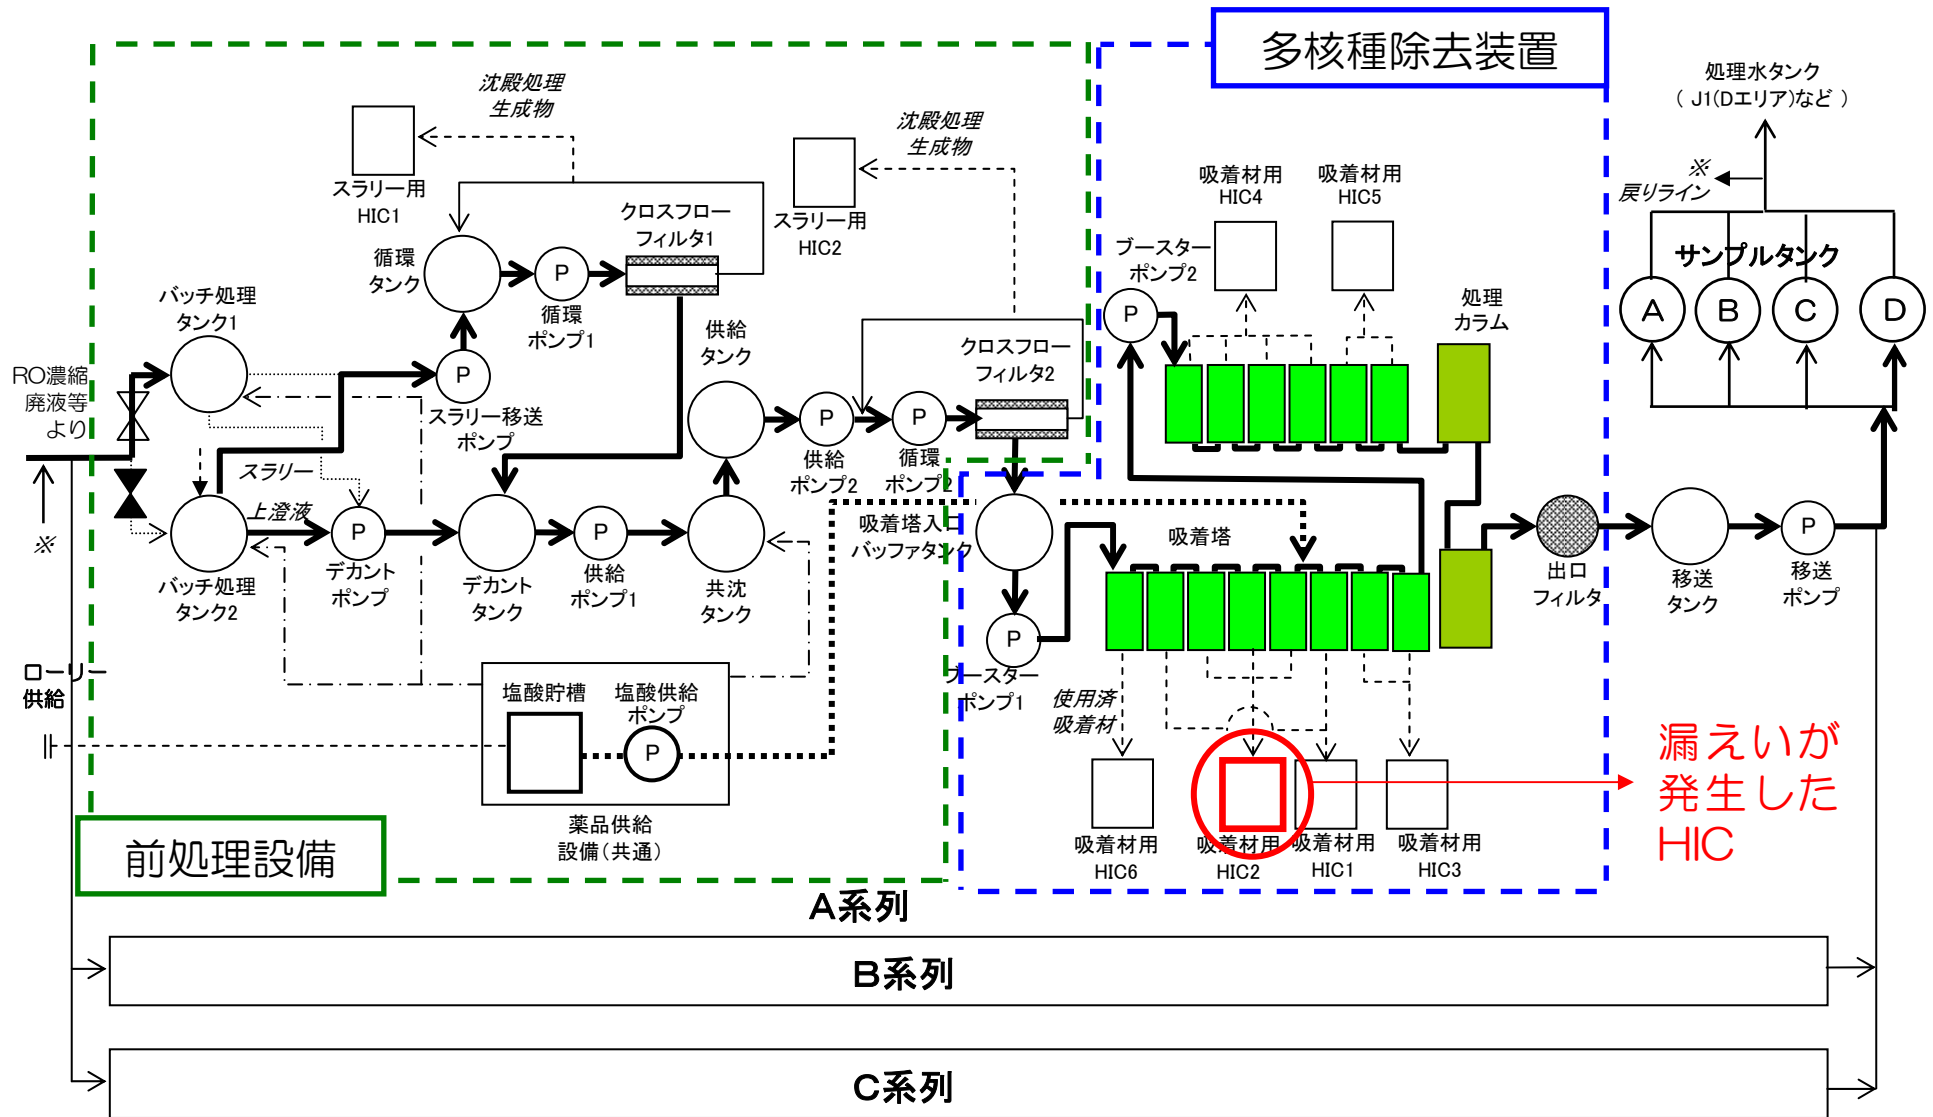 多核種除去装置
処理水タンク
（ J1(Dエリア)など ）
※
戻りライン
サンプルタンク
A
B
C
D
沈殿処理
生成物
スラリー用
HIC1
沈殿処理
生成物
スラリー用
HIC2
循環
タンク
P
循環
ポンプ1
クロスフロー
フィルタ1
バッチ処理
タンク1
RO濃縮
廃液等
より
※
P
スラリー移送
ポンプ
スラリー
上澄液
バッチ処理
タンク2
P
デカント
ポンプ
デカント
タンク
P
供給
ポンプ1
共沈
タンク
供給
タンク
P
供給
ポンプ2
P
循環
ポンプ2
クロスフロー
フィルタ2
吸着塔入口
バッファタンク
P
ブースター
ポンプ1
ブースター
ポンプ2
P
吸着材用
HIC4
吸着材用
HIC5
処理
カラム
吸着塔
使用済
吸着材
吸着材用
HIC6
吸着材用
HIC2
吸着材用
HIC1
吸着材用
HIC3
出口
フィルタ
移送
タンク
P
移送
ポンプ
漏えいが
発生した
HIC
ローリー
供給
塩酸貯槽
塩酸供給
ポンプ
P
薬品供給
設備（共通）
前処理設備
A系列
B系列
C系列